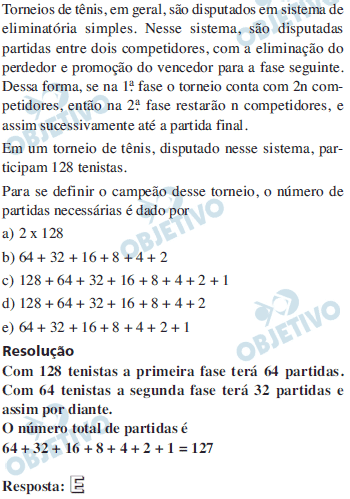 Torneios de tênis, em geral, são disputados em sistema de
eliminatória simples. Nesse sistema, são disputadas
partidas entre dois competidores, com a eliminação do
perdedor e promoção do vencedor para a fase seguinte.
Dessa forma, se na 1ª fase o torneio conta com 2n com-
petidores, então na 2ª fase restarão n competidores, e
assim sucessivamente até a partida final.
Em um torneio de tênis, disputado nesse sistema, par-
ticipam 128 tenistas.
Para se definir o campeão desse torneio, o número de
partidas necessárias é dado por
a) 2 x 128
b) 64 + 32 + 16 + 8 + 4 + 2
c) 128 + 64 + 32 + 16 + 8 + 4 + 2 + 1
d) 128 + 64 + 32 + 16 + 8 + 4 + 2
e) 64 + 32 + 16 + 8 + 4 + 2 + 1
Resolução
Com 128 tenistas a primeira fase terá 64 partidas.
Com 64 tenistas a segunda fase terá 32 partidas e
assim por diante.
O número total de partidas é
64 + 32 + 16 + 8 + 4 + 2 + 1 = 127
Resposta: E
OBJETIVO
OBJETIVO
OBJETIVO
OBJETIVO
OBJETIVO